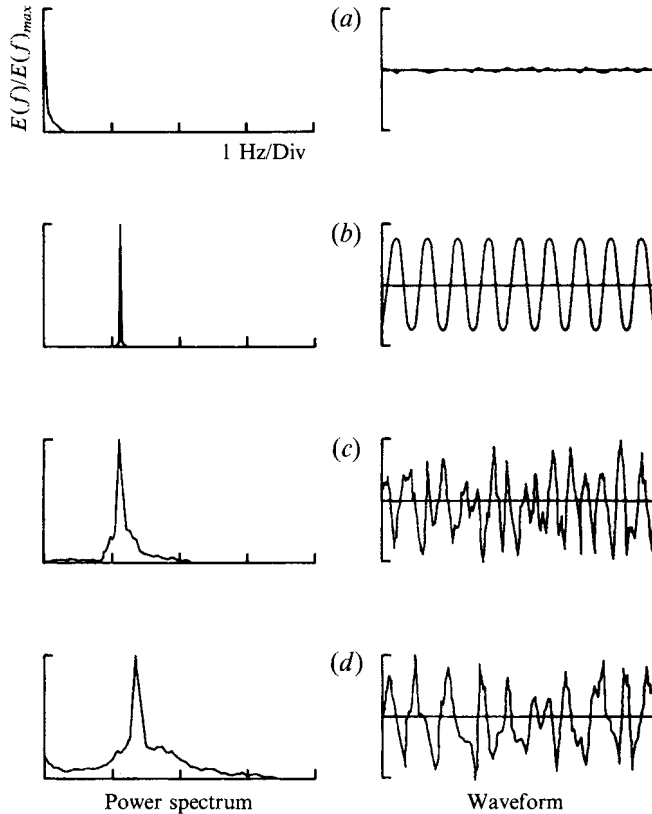 (a)
E(f)/E(f)max
1 Hz/Div
(b)
(c)
(d)
Power spectrum
Waveform